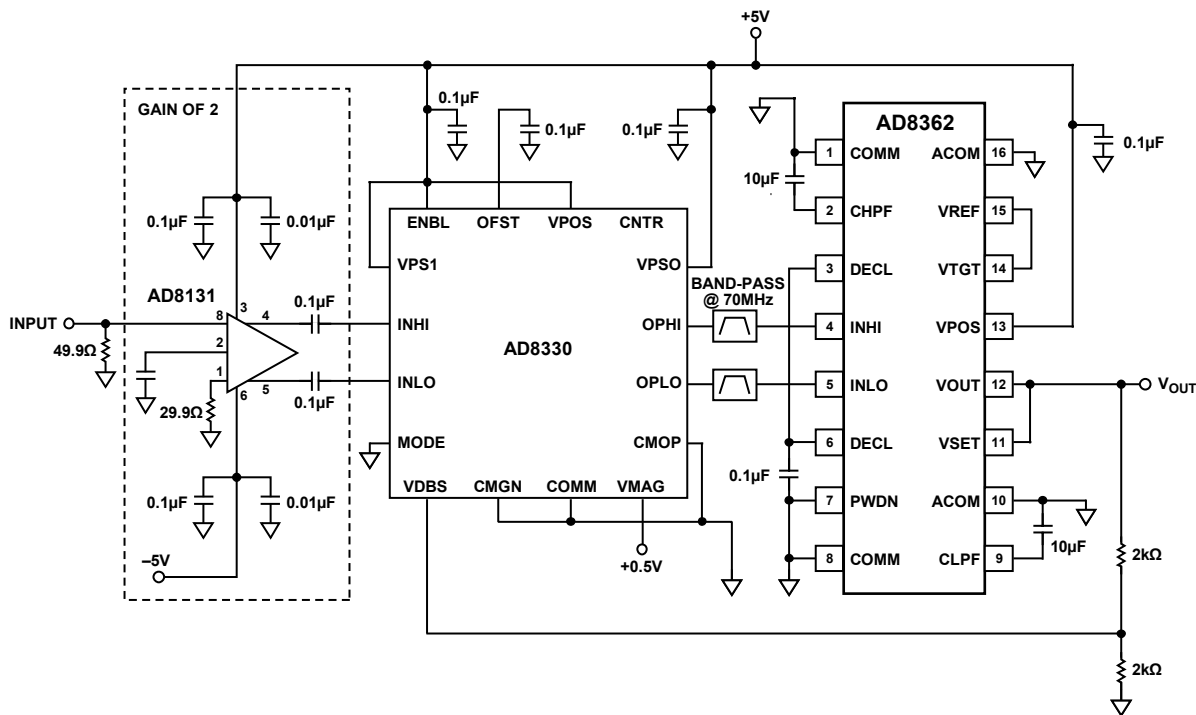 +5V
GAIN OF 2
0.1µF
0.01µF
AD8131
INPUT
49.9Ω
8
2
1
3
4
5
6
29.9Ω
0.1µF
0.1µF
0.1µF
0.01µF
–5V
0.1µF
0.1µF
0.1µF
ENBL
OFST
VPOS
CNTR
VPS1
VPSO
INHI
OPHI
AD8330
INLO
OPLO
MODE
CMOP
VDBS
CMGN
COMM
VMAG
+0.5V
BAND-PASS
@ 70MHz
10µF
0.1µF
AD8362
1 COMM ACOM 16
2 CHPF VREF 15
3 DECL VTGT 14
4 INHI VPOS 13
5 INLO VOUT 12
6 DECL VSET 11
7 PWDN ACOM 10
8 COMM CLPF 9
0.1µF
10µF
VOUT
2kΩ
2kΩ